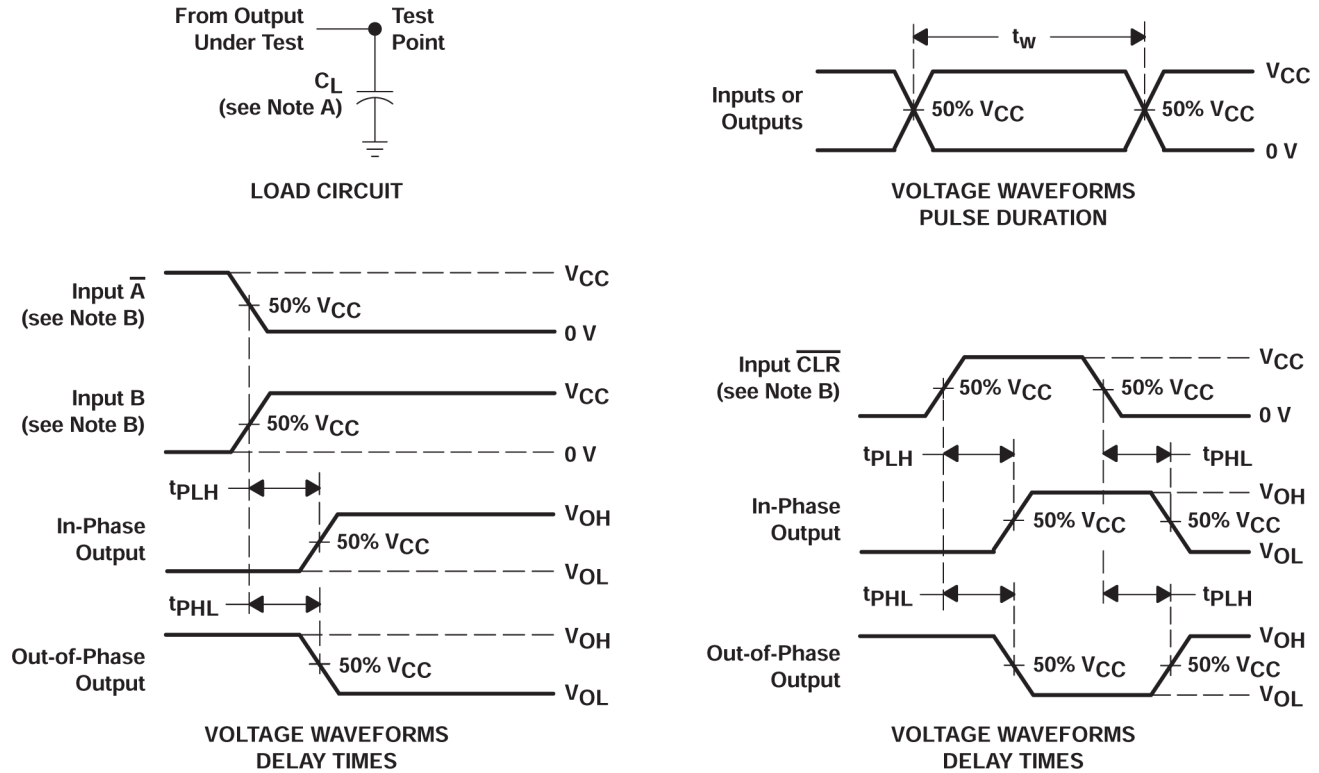 From Output
Under Test
Test
Point
CL
(see Note A)
LOAD CIRCUIT
tw
Inputs or
Outputs
50% VCC
50% VCC
VCC
0 V
VOLTAGE WAVEFORMS
PULSE DURATION
Input A̅
(see Note B)
50% VCC
VCC
0 V
Input B
(see Note B)
50% VCC
VCC
0 V
tPLH
In-Phase
Output
50% VCC
VOH
VOL
tPHL
Out-of-Phase
Output
50% VCC
VOH
VOL
VOLTAGE WAVEFORMS
DELAY TIMES
Input C̅L̅R̅
(see Note B)
50% VCC
50% VCC
VCC
0 V
tPLH
tPHL
In-Phase
Output
50% VCC
50% VCC
VOH
VOL
tPHL
tPLH
Out-of-Phase
Output
50% VCC
50% VCC
VOH
VOL
VOLTAGE WAVEFORMS
DELAY TIMES